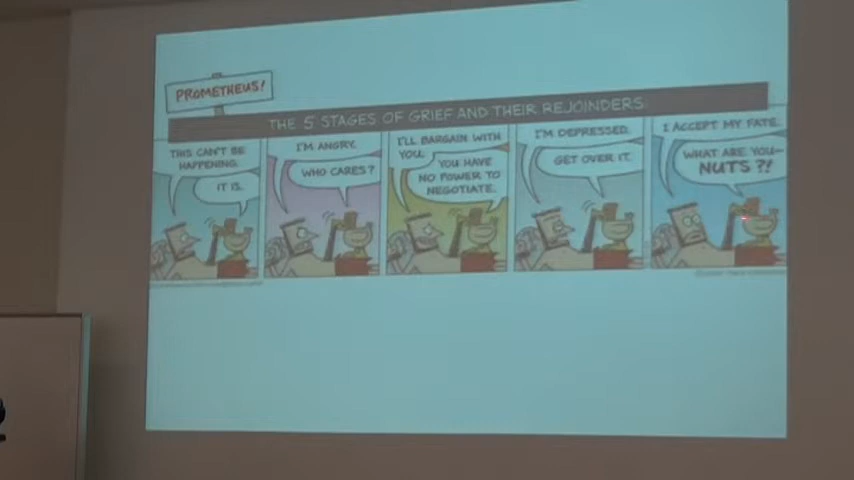 PROMETHEUS!
THE 5 STAGES OF GRIEF AND THEIR REJOINDERS
THIS CAN'T BE
HAPPENING.
IT IS.
I'M ANGRY.
WHO CARES?
I'LL BARGAIN WITH
YOU.
YOU HAVE
NO POWER TO
NEGOTIATE.
I'M DEPRESSED.
GET OVER IT.
I ACCEPT MY FATE.
WHAT ARE YOU—
NUTS?!